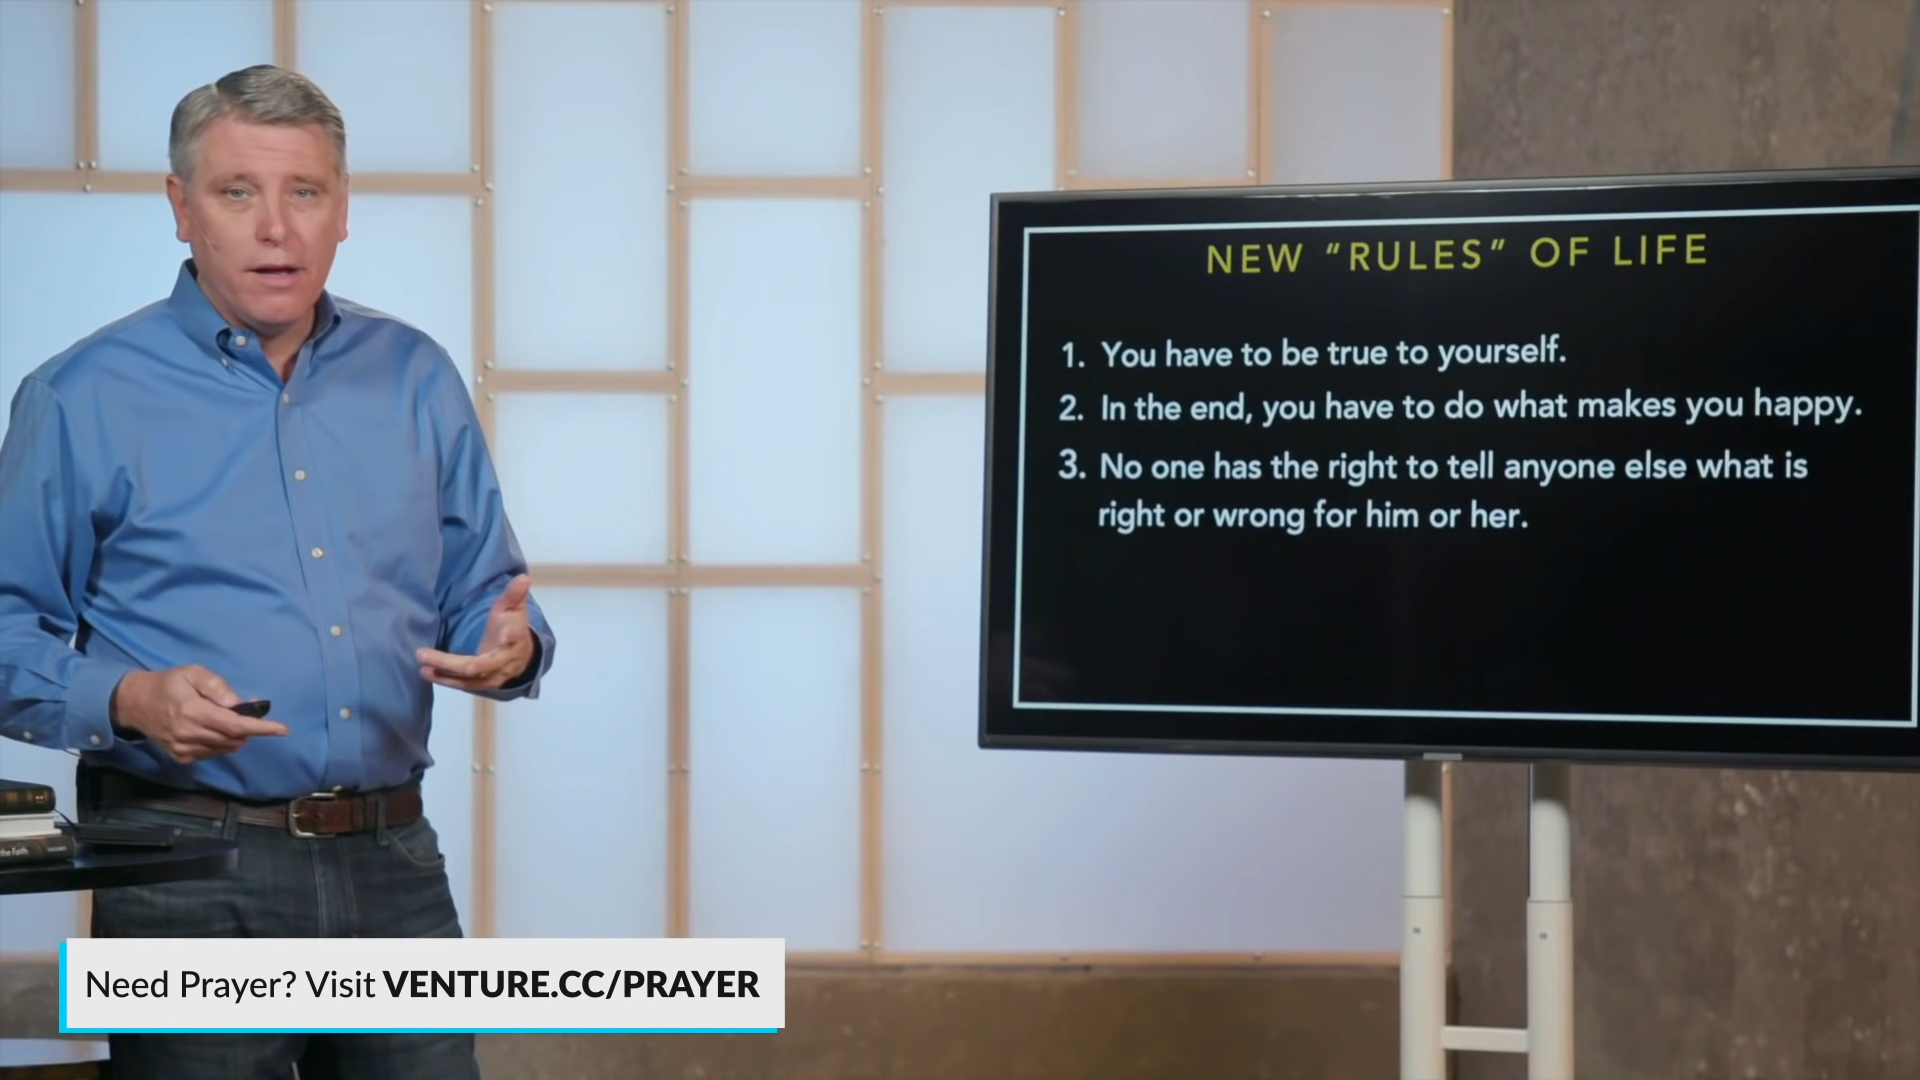 NEW "RULES" OF LIFE
1. You have to be true to yourself.
2. In the end, you have to do what makes you happy.
3. No one has the right to tell anyone else what is
right or wrong for him or her.
the Faith
Need Prayer? Visit VENTURE.CC/PRAYER